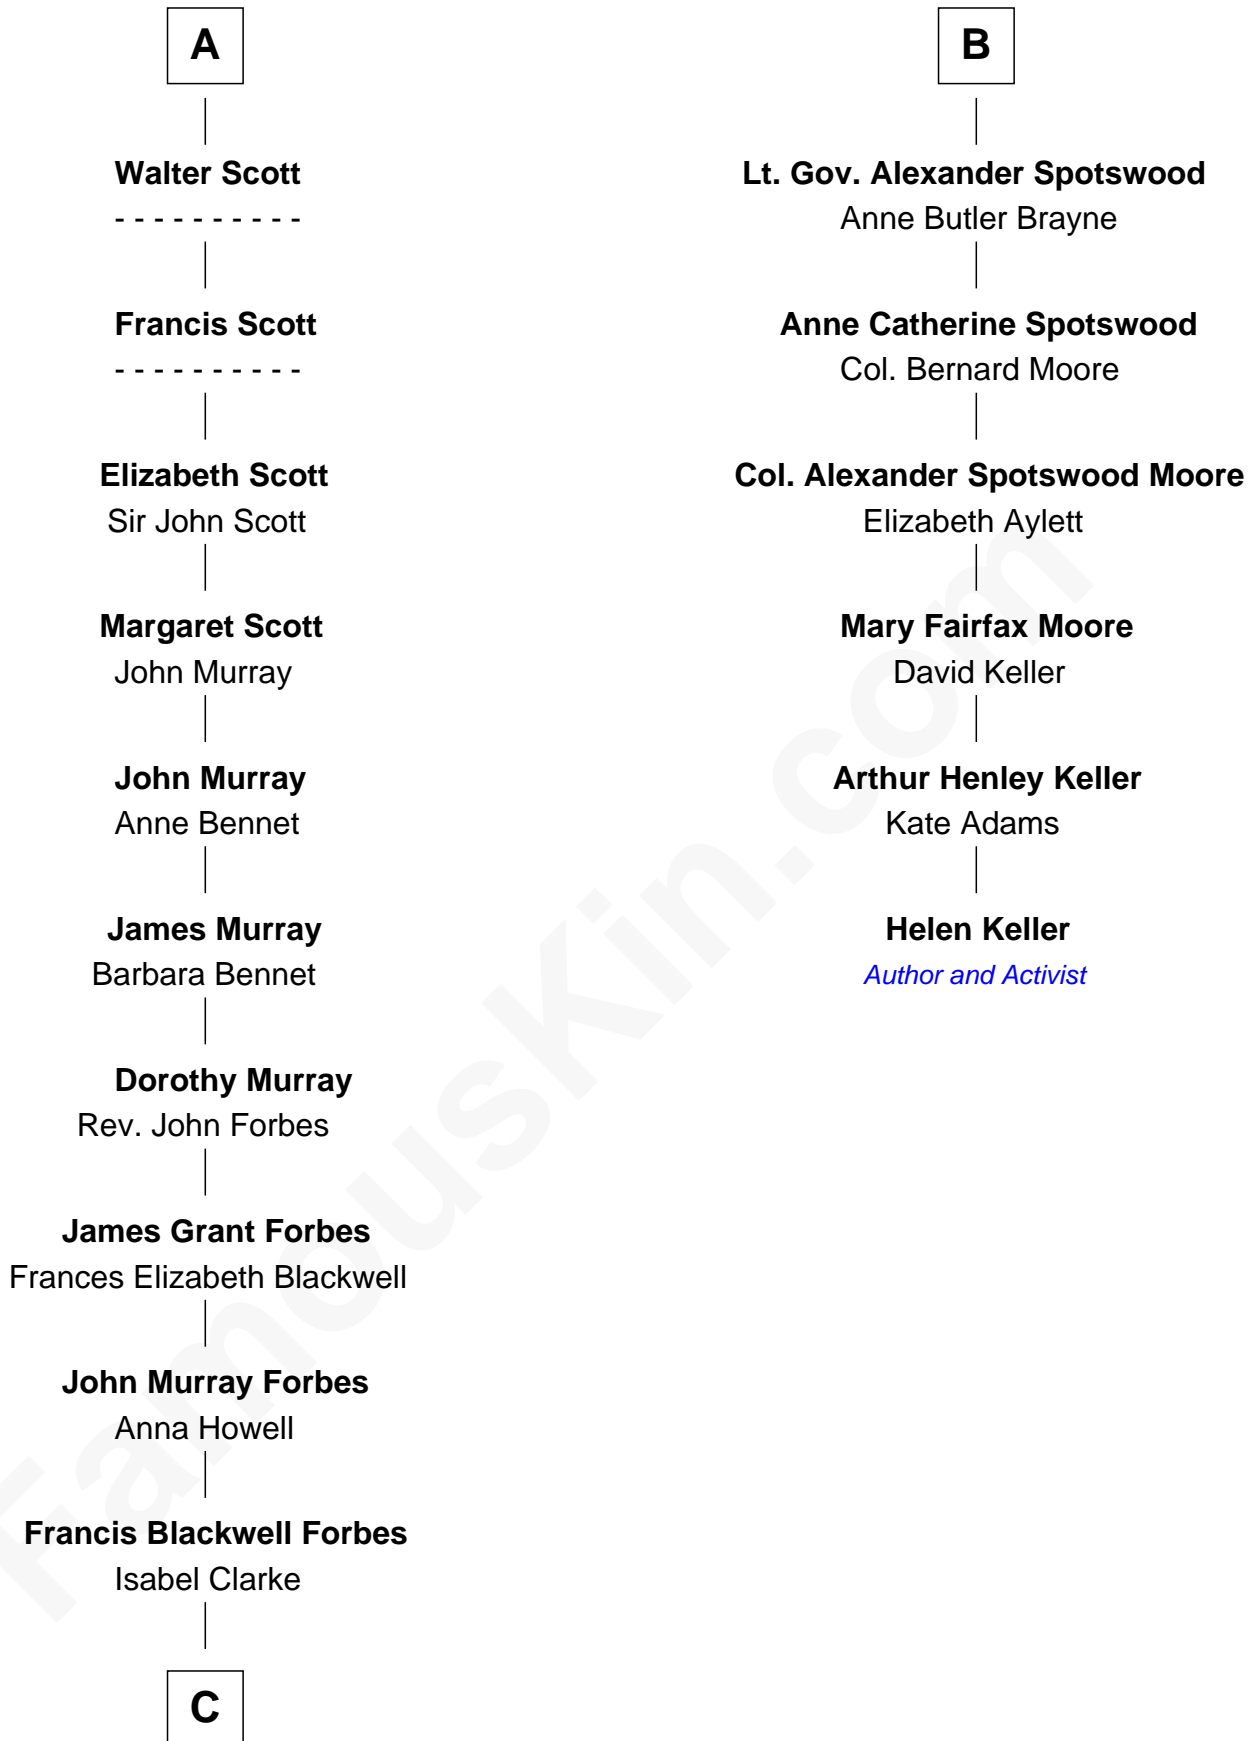 A
Walter Scott
- - - - - - - - - -
Francis Scott
- - - - - - - - - -
Elizabeth Scott
Sir John Scott
Margaret Scott
John Murray
John Murray
Anne Bennet
James Murray
Barbara Bennet
Dorothy Murray
Rev. John Forbes
James Grant Forbes
Frances Elizabeth Blackwell
John Murray Forbes
Anna Howell
Francis Blackwell Forbes
Isabel Clarke
C
B
Lt. Gov. Alexander Spotswood
Anne Butler Brayne
Anne Catherine Spotswood
Col. Bernard Moore
Col. Alexander Spotswood Moore
Elizabeth Aylett
Mary Fairfax Moore
David Keller
Arthur Henley Keller
Kate Adams
Helen Keller
Author and Activist
FamousKin.com